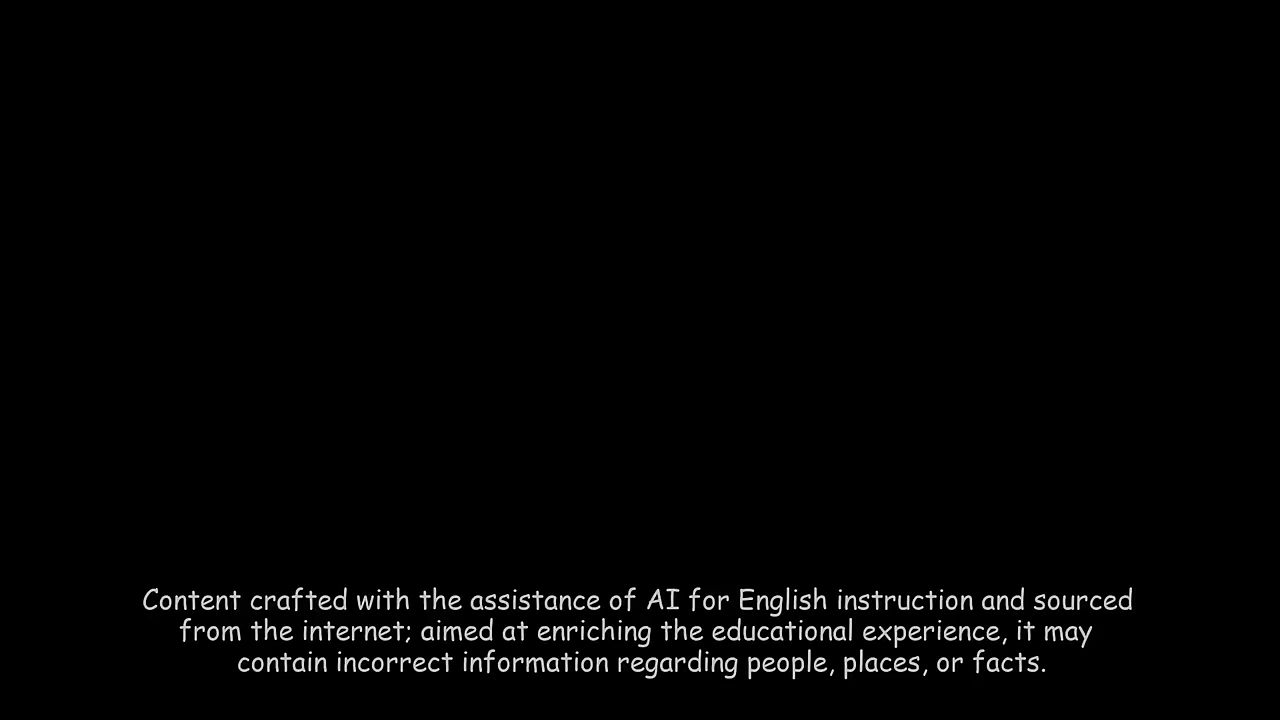 Content crafted with the assistance of AI for English instruction and sourced
from the internet; aimed at enriching the educational experience, it may
contain incorrect information regarding people, places, or facts.